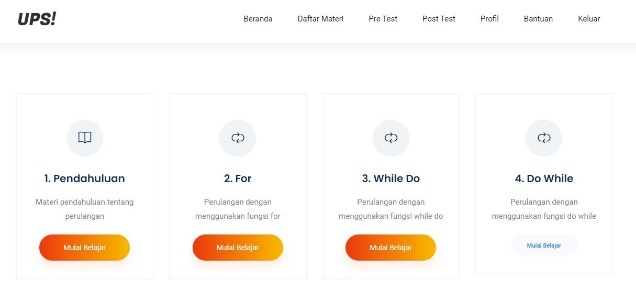 UPS!
Beranda Daftar Materi Pre Test Post Test Profil Bantuan Keluar
1. Pendahuluan
Materi pendahuluan tentang
perulangan
Mulai Belajar
2. For
Perulangan dengan
menggunakan fungsi for
Mulai Belajar
3. While Do
Perulangan dengan
menggunakan fungsi while do
Mulai Belajar
4. Do While
Perulangan dengan
menggunakan fungsi do while
Mulai Belajar